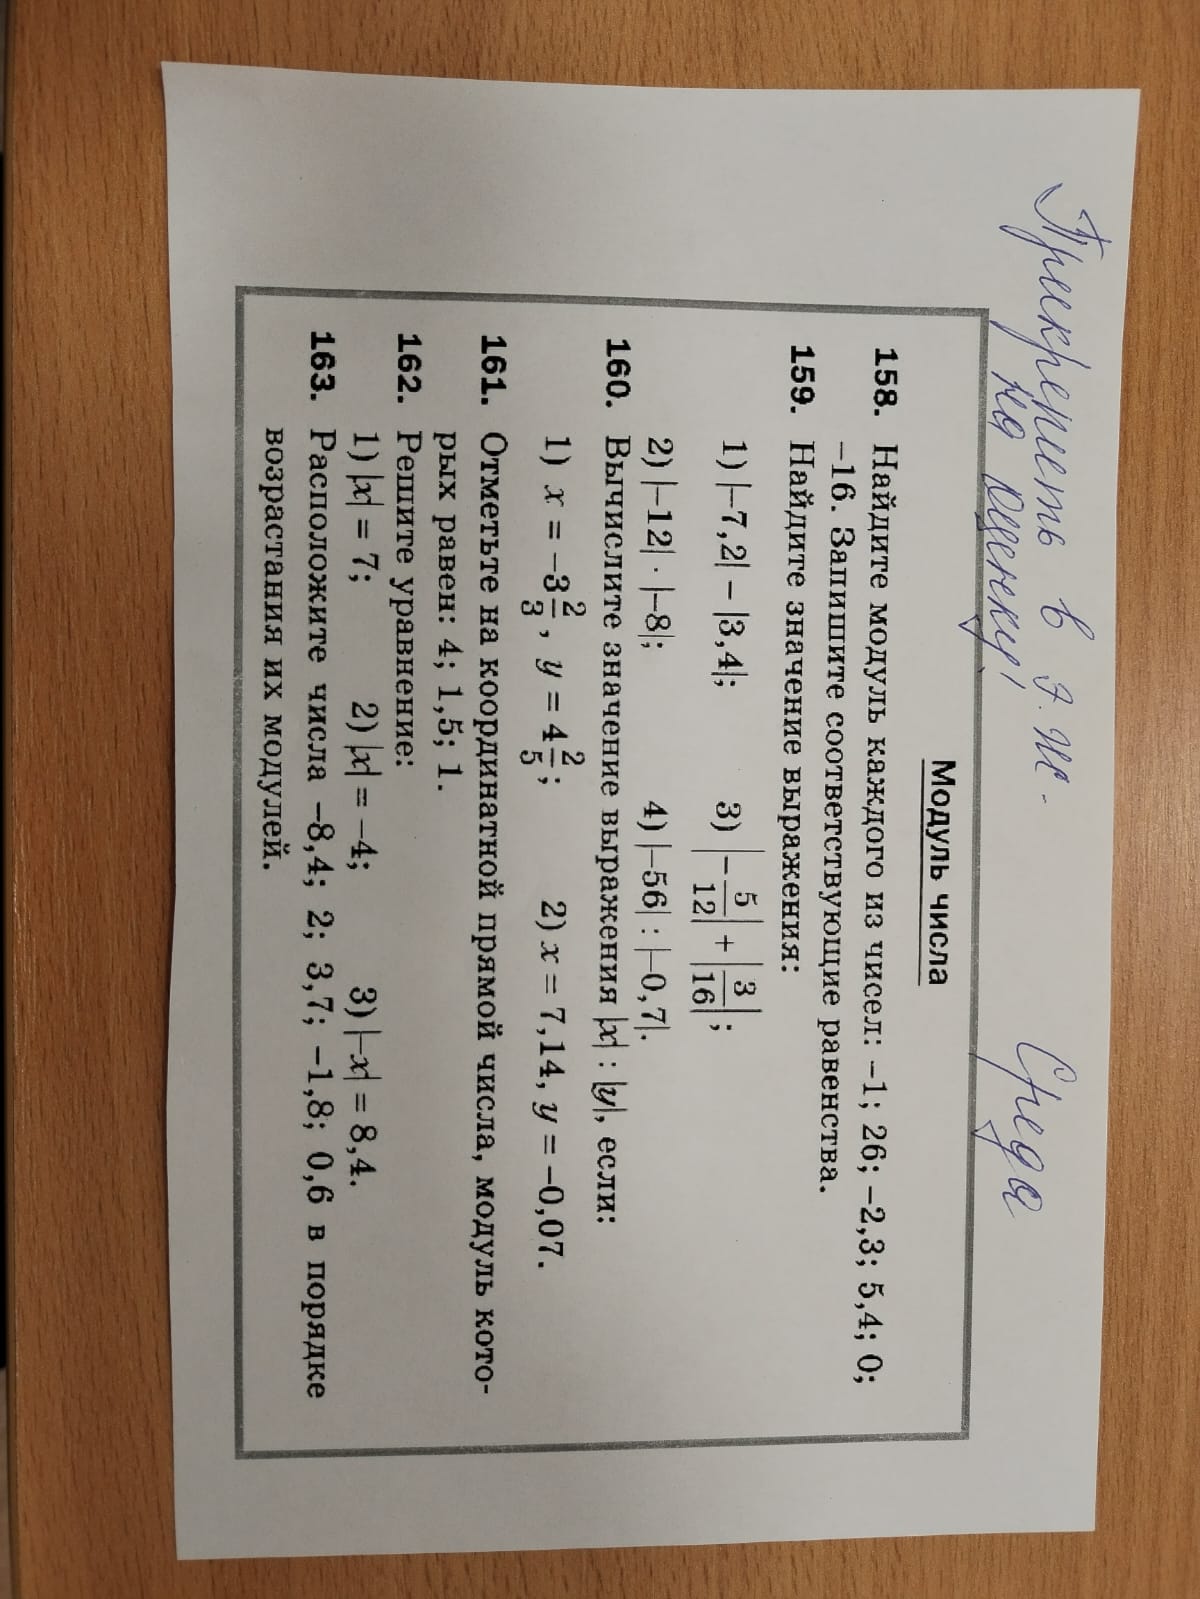 Прикрепить в э.ж. Среда
на оценку!
Модуль числа
158. Найдите модуль каждого из чисел: –1; 26; –2,3; 5,4; 0;
–16. Запишите соответствующие равенства.
159. Найдите значение выражения:
1) |–7,2| – |3,4|; 3) |–5/12| + |3/16|;
2) |–12| · |–8|; 4) |–56| : |–0,7|.
160. Вычислите значение выражения |x| : |y|, если:
1) x = –3 2/3, y = 4 2/5; 2) x = 7,14, y = –0,07.
161. Отметьте на координатной прямой числа, модуль кото-
рых равен: 4; 1,5; 1.
162. Решите уравнение:
1) |x| = 7; 2) |x| = –4; 3) |–x| = 8,4.
163. Расположите числа –8,4; 2; 3,7; –1,8; 0,6 в порядке
возрастания их модулей.